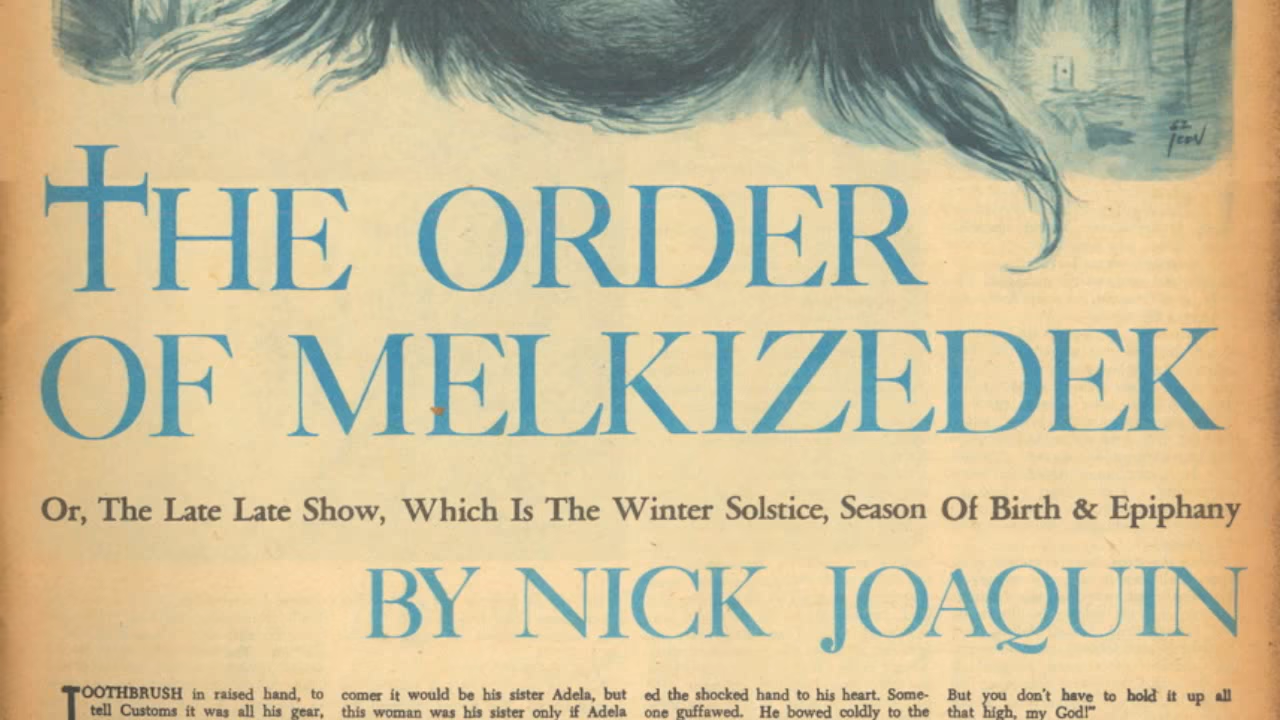 THE ORDER
OF MELKIZEDEK
Or, The Late Late Show, Which Is The Winter Solstice, Season Of Birth & Epiphany
BY NICK JOAQUIN
TOOTHBRUSH in raised hand, to
tell Customs it was all his gear,
comer it would be his sister Adela, but
this woman was his sister only if Adela
ed the shocked hand to his heart. Some-
one guffawed. He bowed coldly to the
But you don't have to hold it up all
that high, my God!"